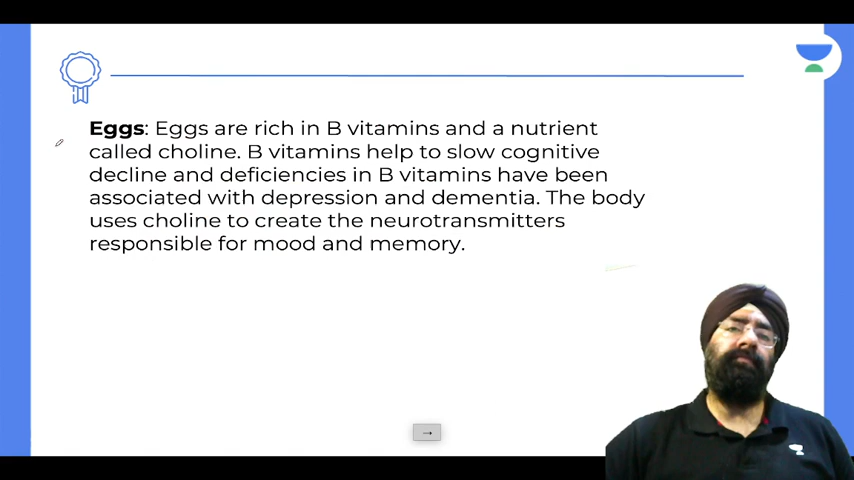 Eggs: Eggs are rich in B vitamins and a nutrient
called choline. B vitamins help to slow cognitive
decline and deficiencies in B vitamins have been
associated with depression and dementia. The body
uses choline to create the neurotransmitters
responsible for mood and memory.